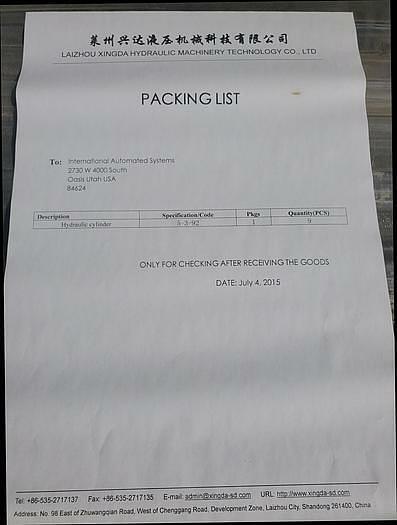 莱州兴达液压机械科技有限公司
LAIZHOU XINGDA HYDRAULIC MACHINERY TECHNOLOGY CO., LTD
PACKING LIST
To: International Automated Systems
2730 W 4000 South
Oasis Utah USA
84624
Description Specification/Code Pkgs Quantity(PCS)
Hydraulic cylinder 5-3-92 1 9
ONLY FOR CHECKING AFTER RECEIVING THE GOODS
DATE: July 4, 2015
Tel: +86-535-2717137 Fax: +86-535-2717135 E-mail: admin@xingda-sd.com URL: http://www.xingda-sd.com
Address: No. 98 East of Zhuwangqian Road, West of Chenggang Road, Development Zone, Laizhou City, Shandong 261400, China